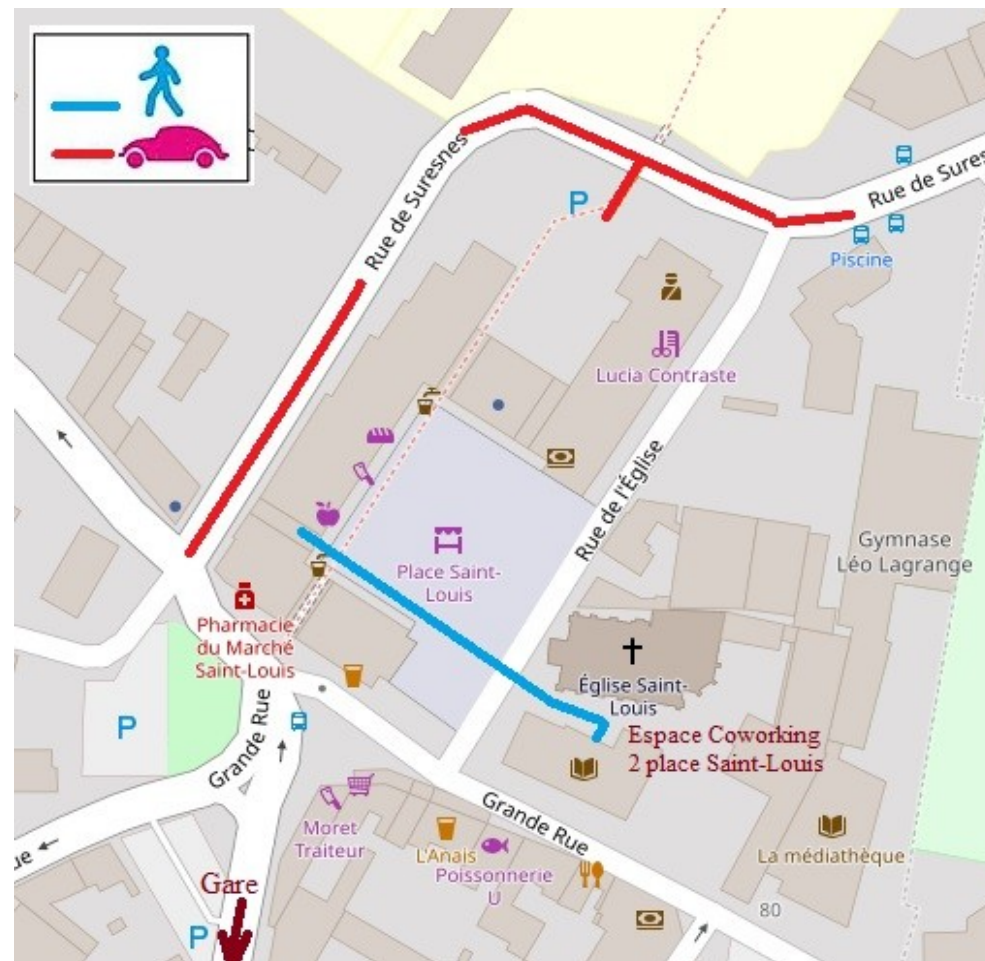 Rue de Suresnes
Rue de Sures
P
Piscine
Lucia Contraste
Rue de l'Église
Gymnase
Léo Lagrange
Place Saint-
Louis
Pharmacie
du Marché
Saint-Louis
Église Saint-
Louis
P
Espace Coworking
2 place Saint-Louis
Grande Rue
Grande Rue
Moret
Traiteur
L'Anais
Poissonnerie
U
La médiathèque
ue
Gare
80
P